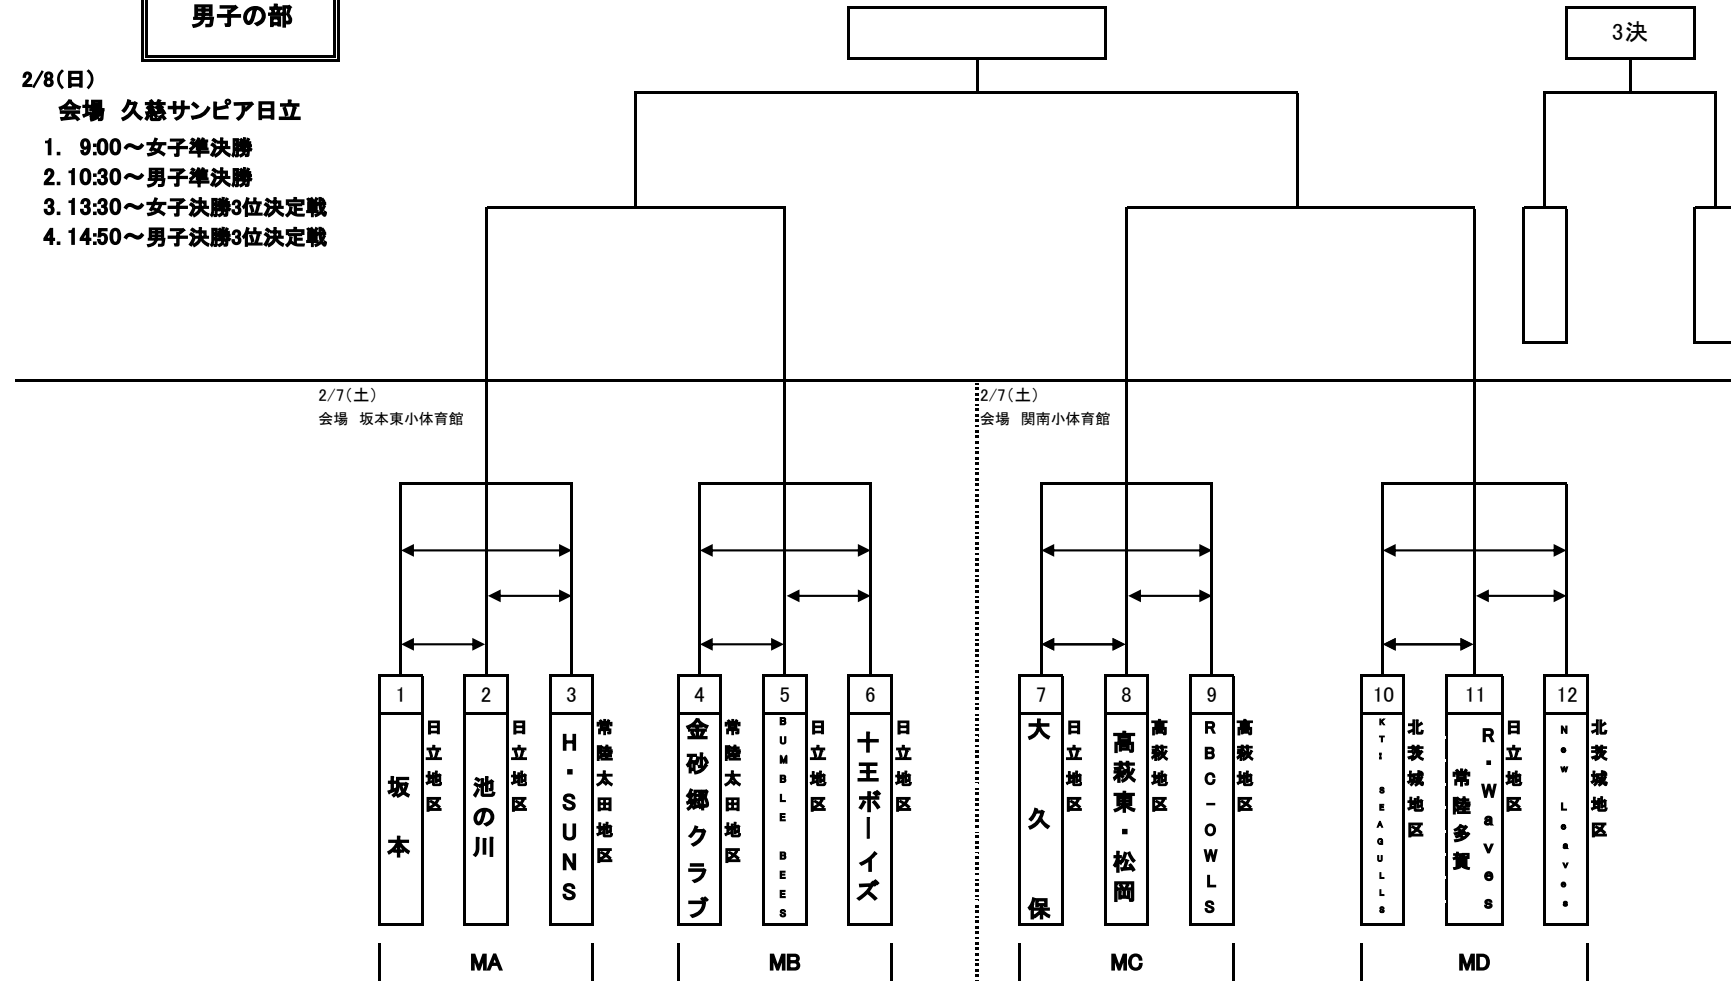 男子の部
3決
2/8(日)
会場 久慈サンピア日立
1. 9:00～女子準決勝
2. 10:30～男子準決勝
3. 13:30～女子決勝3位決定戦
4. 14:50～男子決勝3位決定戦
2/7(土)
会場 坂本東小体育館
2/7(土)
会場 関南小体育館
1
坂本
日立地区
2
池の川
日立地区
3
H・SUNS
常陸太田地区
4
金砂郷クラブ
常陸太田地区
5
BUMBLE BEES
日立地区
6
十王ボーイズ
日立地区
7
大久保
日立地区
8
高萩東・松岡
高萩地区
9
RBC-OWLS
高萩地区
10
KTI SEAGULLS
北茨城地区
11
R・Waves
常陸多賀
日立地区
12
New Leaves
北茨城地区
MA
MB
MC
MD